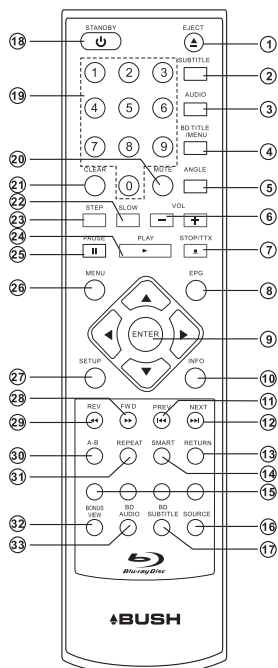 STANDBY EJECT
18 1
SUBTITLE
1 2 3 2
19 AUDIO
4 5 6 3
BD TITLE
/MENU
7 8 9 4
20
CLEAR MUTE ANGLE
21 0 5
22
STEP SLOW VOL
23 6
24
PAUSE PLAY STOP/TTX
25 7
MENU EPG
26 8
ENTER 9
SETUP INFO
27 10
28 11
REV FWD PREV NEXT
29 12
A-B REPEAT SMART RETURN
30 13
31 14
15
BONUS
VIEW
BD
AUDIO
BD
SUBTITLE
SOURCE
32 16
33 17
Blu-ray Disc
BUSH